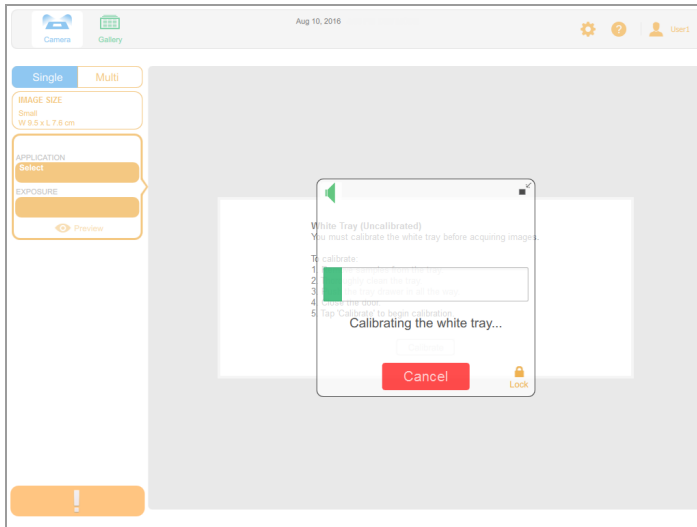 Aug 10, 2016
Camera
Gallery
?
User1
Single
Multi
IMAGE SIZE
Small
W 9.5 x L 7.6 cm
APPLICATION
Select
EXPOSURE
Preview
White Tray (Uncalibrated)
You must calibrate the white tray before acquiring images.
To calibrate:
1.
2.
3.
4. Close the door.
5. Tap 'Calibrate' to begin calibration.
Calibrating the white tray...
Calibrate
Cancel
Lock
!